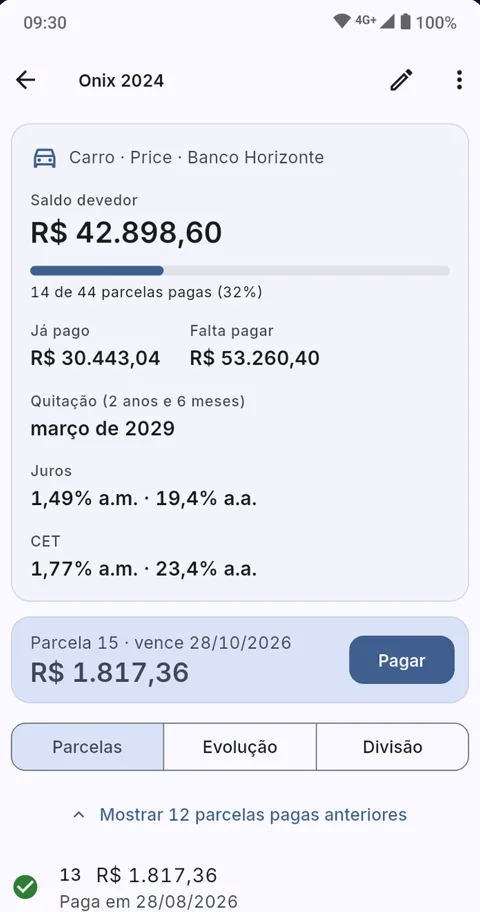 09:30
4G+ 100%
Onix 2024
Carro · Price · Banco Horizonte
Saldo devedor
R$ 42.898,60
14 de 44 parcelas pagas (32%)
Já pago Falta pagar
R$ 30.443,04 R$ 53.260,40
Quitação (2 anos e 6 meses)
março de 2029
Juros
1,49% a.m. · 19,4% a.a.
CET
1,77% a.m. · 23,4% a.a.
Parcela 15 · vence 28/10/2026
R$ 1.817,36
Pagar
Parcelas Evolução Divisão
Mostrar 12 parcelas pagas anteriores
13 R$ 1.817,36
Paga em 28/08/2026